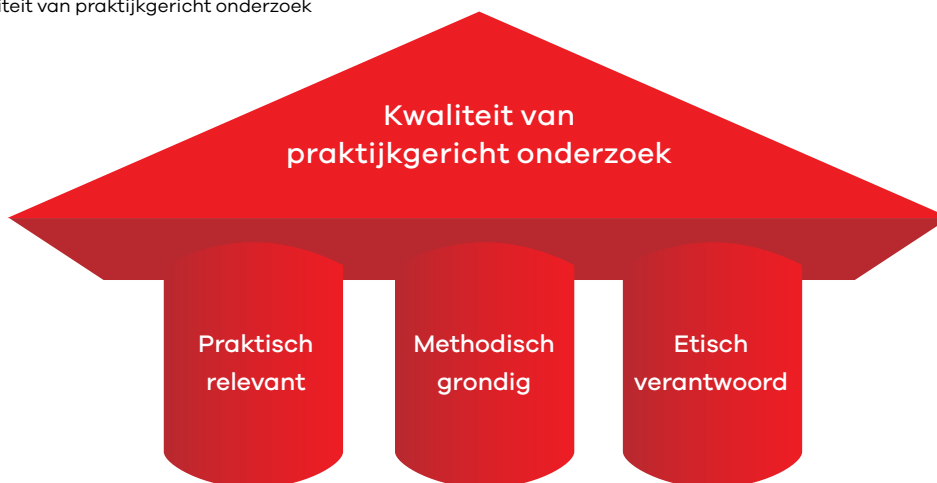 iteit van praktijkgericht onderzoek
Kwaliteit van
praktijkgericht onderzoek
Praktisch
relevant
Methodisch
grondig
Etisch
verantwoord